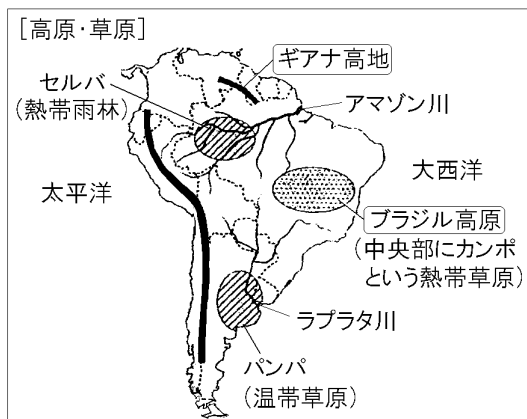 [高原・草原]
ギアナ高地
セルバ
(熱帯雨林)
アマゾン川
太平洋
大西洋
ブラジル高原
(中央部にカンポ
という熱帯草原)
ラプラタ川
パンパ
(温帯草原)